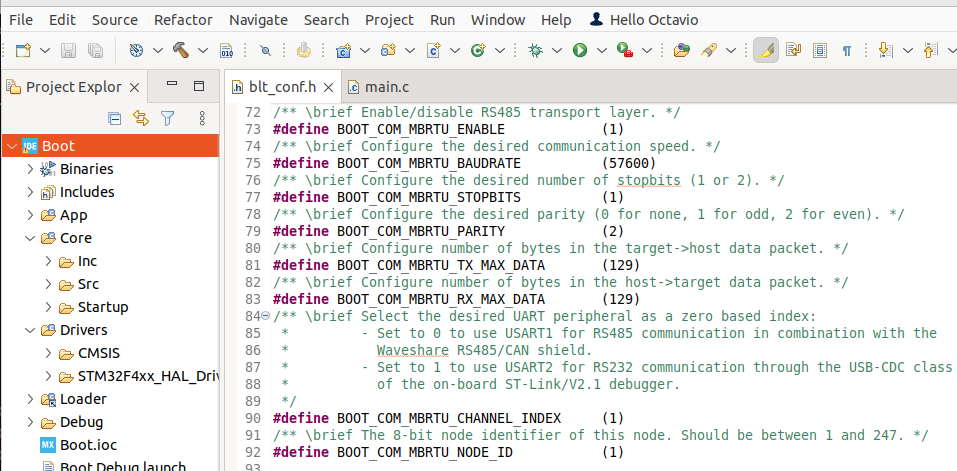 File Edit Source Refactor Navigate Search Project Run Window Help Hello Octavio
010
Project Explor
blt_conf.h
main.c
IDE Boot
Binaries
Includes
App
Core
Inc
Src
Startup
Drivers
CMSIS
STM32F4xx_HAL_Dri
Loader
Debug
MX Boot.ioc
Boot Debug.launch
72 /** \brief Enable/disable RS485 transport layer. */
73 #define BOOT_COM_MBRTU_ENABLE (1)
74 /** \brief Configure the desired communication speed. */
75 #define BOOT_COM_MBRTU_BAUDRATE (57600)
76 /** \brief Configure the desired number of stopbits (1 or 2). */
77 #define BOOT_COM_MBRTU_STOPBITS (1)
78 /** \brief Configure the desired parity (0 for none, 1 for odd, 2 for even). */
79 #define BOOT_COM_MBRTU_PARITY (2)
80 /** \brief Configure number of bytes in the target->host data packet. */
81 #define BOOT_COM_MBRTU_TX_MAX_DATA (129)
82 /** \brief Configure number of bytes in the host->target data packet. */
83 #define BOOT_COM_MBRTU_RX_MAX_DATA (129)
84 /** \brief Select the desired UART peripheral as a zero based index:
85 * - Set to 0 to use USART1 for RS485 communication in combination with the
86 * Waveshare RS485/CAN shield.
87 * - Set to 1 to use USART2 for RS232 communication through the USB-CDC class
88 * of the on-board ST-Link/V2.1 debugger.
89 */
90 #define BOOT_COM_MBRTU_CHANNEL_INDEX (1)
91 /** \brief The 8-bit node identifier of this node. Should be between 1 and 247. */
92 #define BOOT_COM_MBRTU_NODE_ID (1)
93